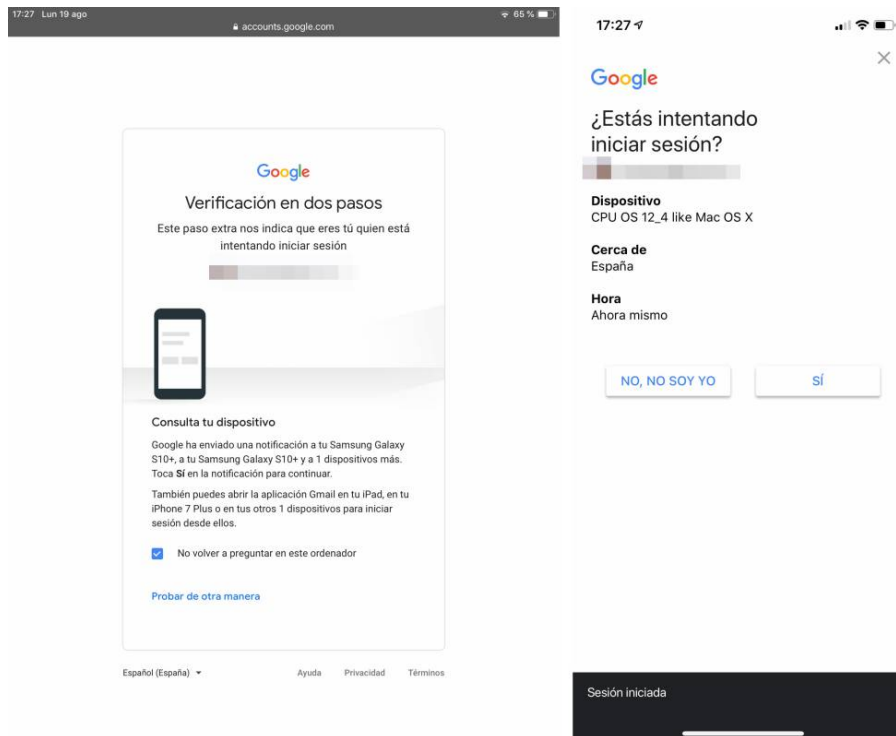 17:27 Lun 19 ago
accounts.google.com
65 %
Google
Verificación en dos pasos
Este paso extra nos indica que eres tú quien está
intentando iniciar sesión
Consulta tu dispositivo
Google ha enviado una notificación a tu Samsung Galaxy
S10+, a tu Samsung Galaxy S10+ y a 1 dispositivos más.
Toca Sí en la notificación para continuar.
También puedes abrir la aplicación Gmail en tu iPad, en tu
iPhone 7 Plus o en tus otros 1 dispositivos para iniciar
sesión desde ellos.
No volver a preguntar en este ordenador
Probar de otra manera
Español (España)
Ayuda Privacidad Términos
17:27
Google
¿Estás intentando
iniciar sesión?
Dispositivo
CPU OS 12_4 like Mac OS X
Cerca de
España
Hora
Ahora mismo
NO, NO SOY YO
SÍ
Sesión iniciada